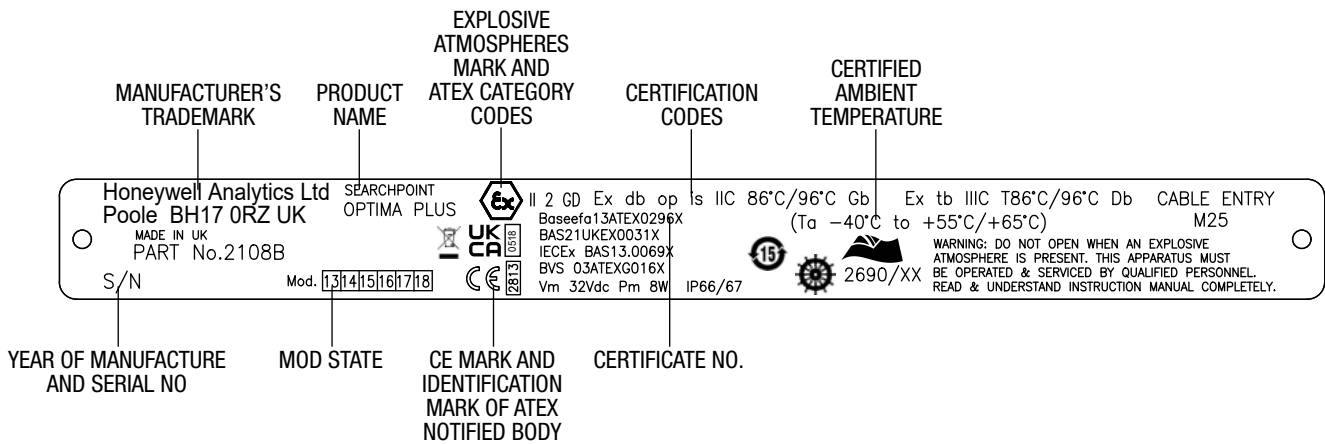 EXPLOSIVE
ATMOSPHERES
MARK AND
ATEX CATEGORY
CODES
MANUFACTURER'S
TRADEMARK
PRODUCT
NAME
CERTIFICATION
CODES
CERTIFIED
AMBIENT
TEMPERATURE
Honeywell Analytics Ltd
Poole BH17 0RZ UK
MADE IN UK
PART No.2108B
S/N
SEARCHPOINT
OPTIMA PLUS
Mod. 13 14 15 16 17 18
Ex
UK
CA 0518
CE 2813
II 2 GD Ex db op is IIC 86°C/96°C Gb Ex tb IIIC T86°C/96°C Db
Baseefa13ATEX0296X
BAS21UKEX0031X
IECEx BAS13.0069X
BVS 03ATEXG016X
Vm 32Vdc Pm 8W IP66/67
(Ta -40°C to +55°C/+65°C)
15
2690/XX
CABLE ENTRY
M25
WARNING: DO NOT OPEN WHEN AN EXPLOSIVE
ATMOSPHERE IS PRESENT. THIS APPARATUS MUST
BE OPERATED & SERVICED BY QUALIFIED PERSONNEL.
READ & UNDERSTAND INSTRUCTION MANUAL COMPLETELY.
YEAR OF MANUFACTURE
AND SERIAL NO
MOD STATE
CE MARK AND
IDENTIFICATION
MARK OF ATEX
NOTIFIED BODY
CERTIFICATE NO.